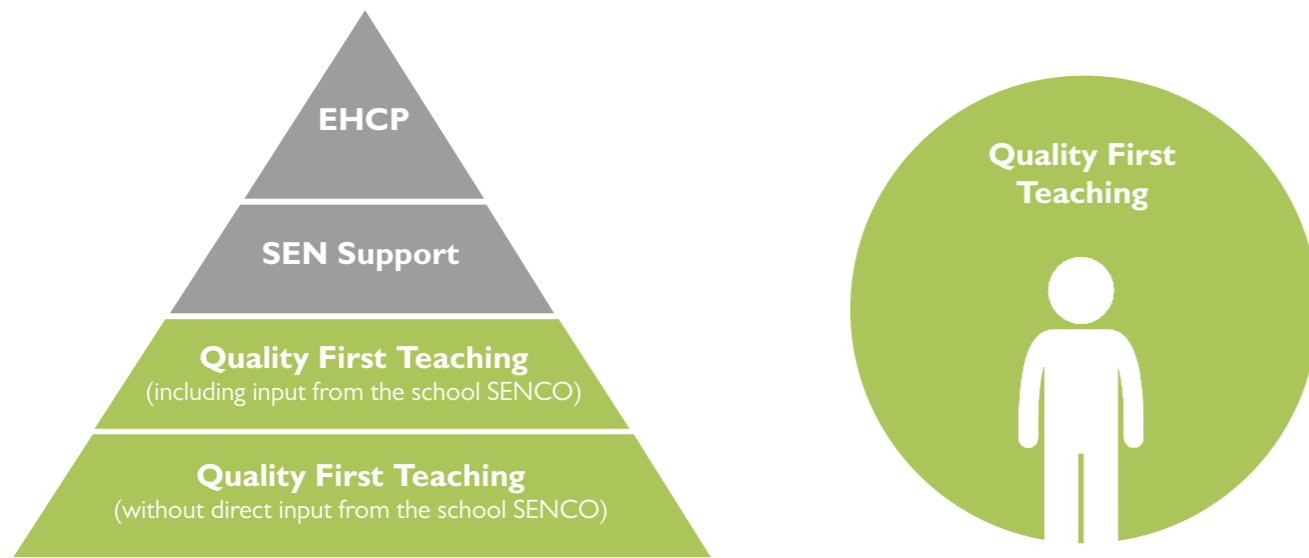 EHCP
SEN Support
Quality First Teaching
(including input from the school SENCO)
Quality First Teaching
(without direct input from the school SENCO)
Quality First
Teaching